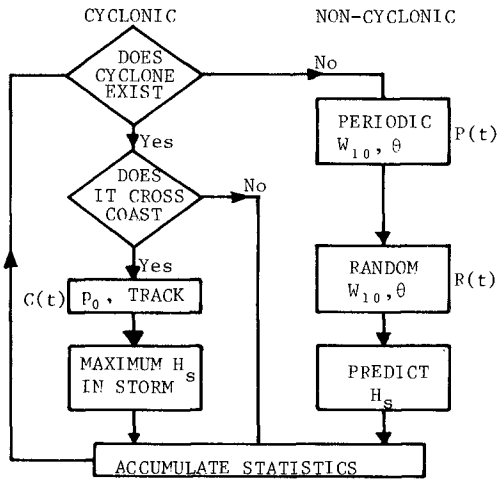 CYCLONIC
NON-CYCLONIC
DOES
CYCLONE
EXIST
No
Yes
PERIODIC
W₁₀, θ
P(t)
DOES
IT CROSS
COAST
No
Yes
RANDOM
W₁₀, θ
R(t)
C(t)
p₀, TRACK
MAXIMUM Hₛ
IN STORM
PREDICT
Hₛ
ACCUMULATE STATISTICS